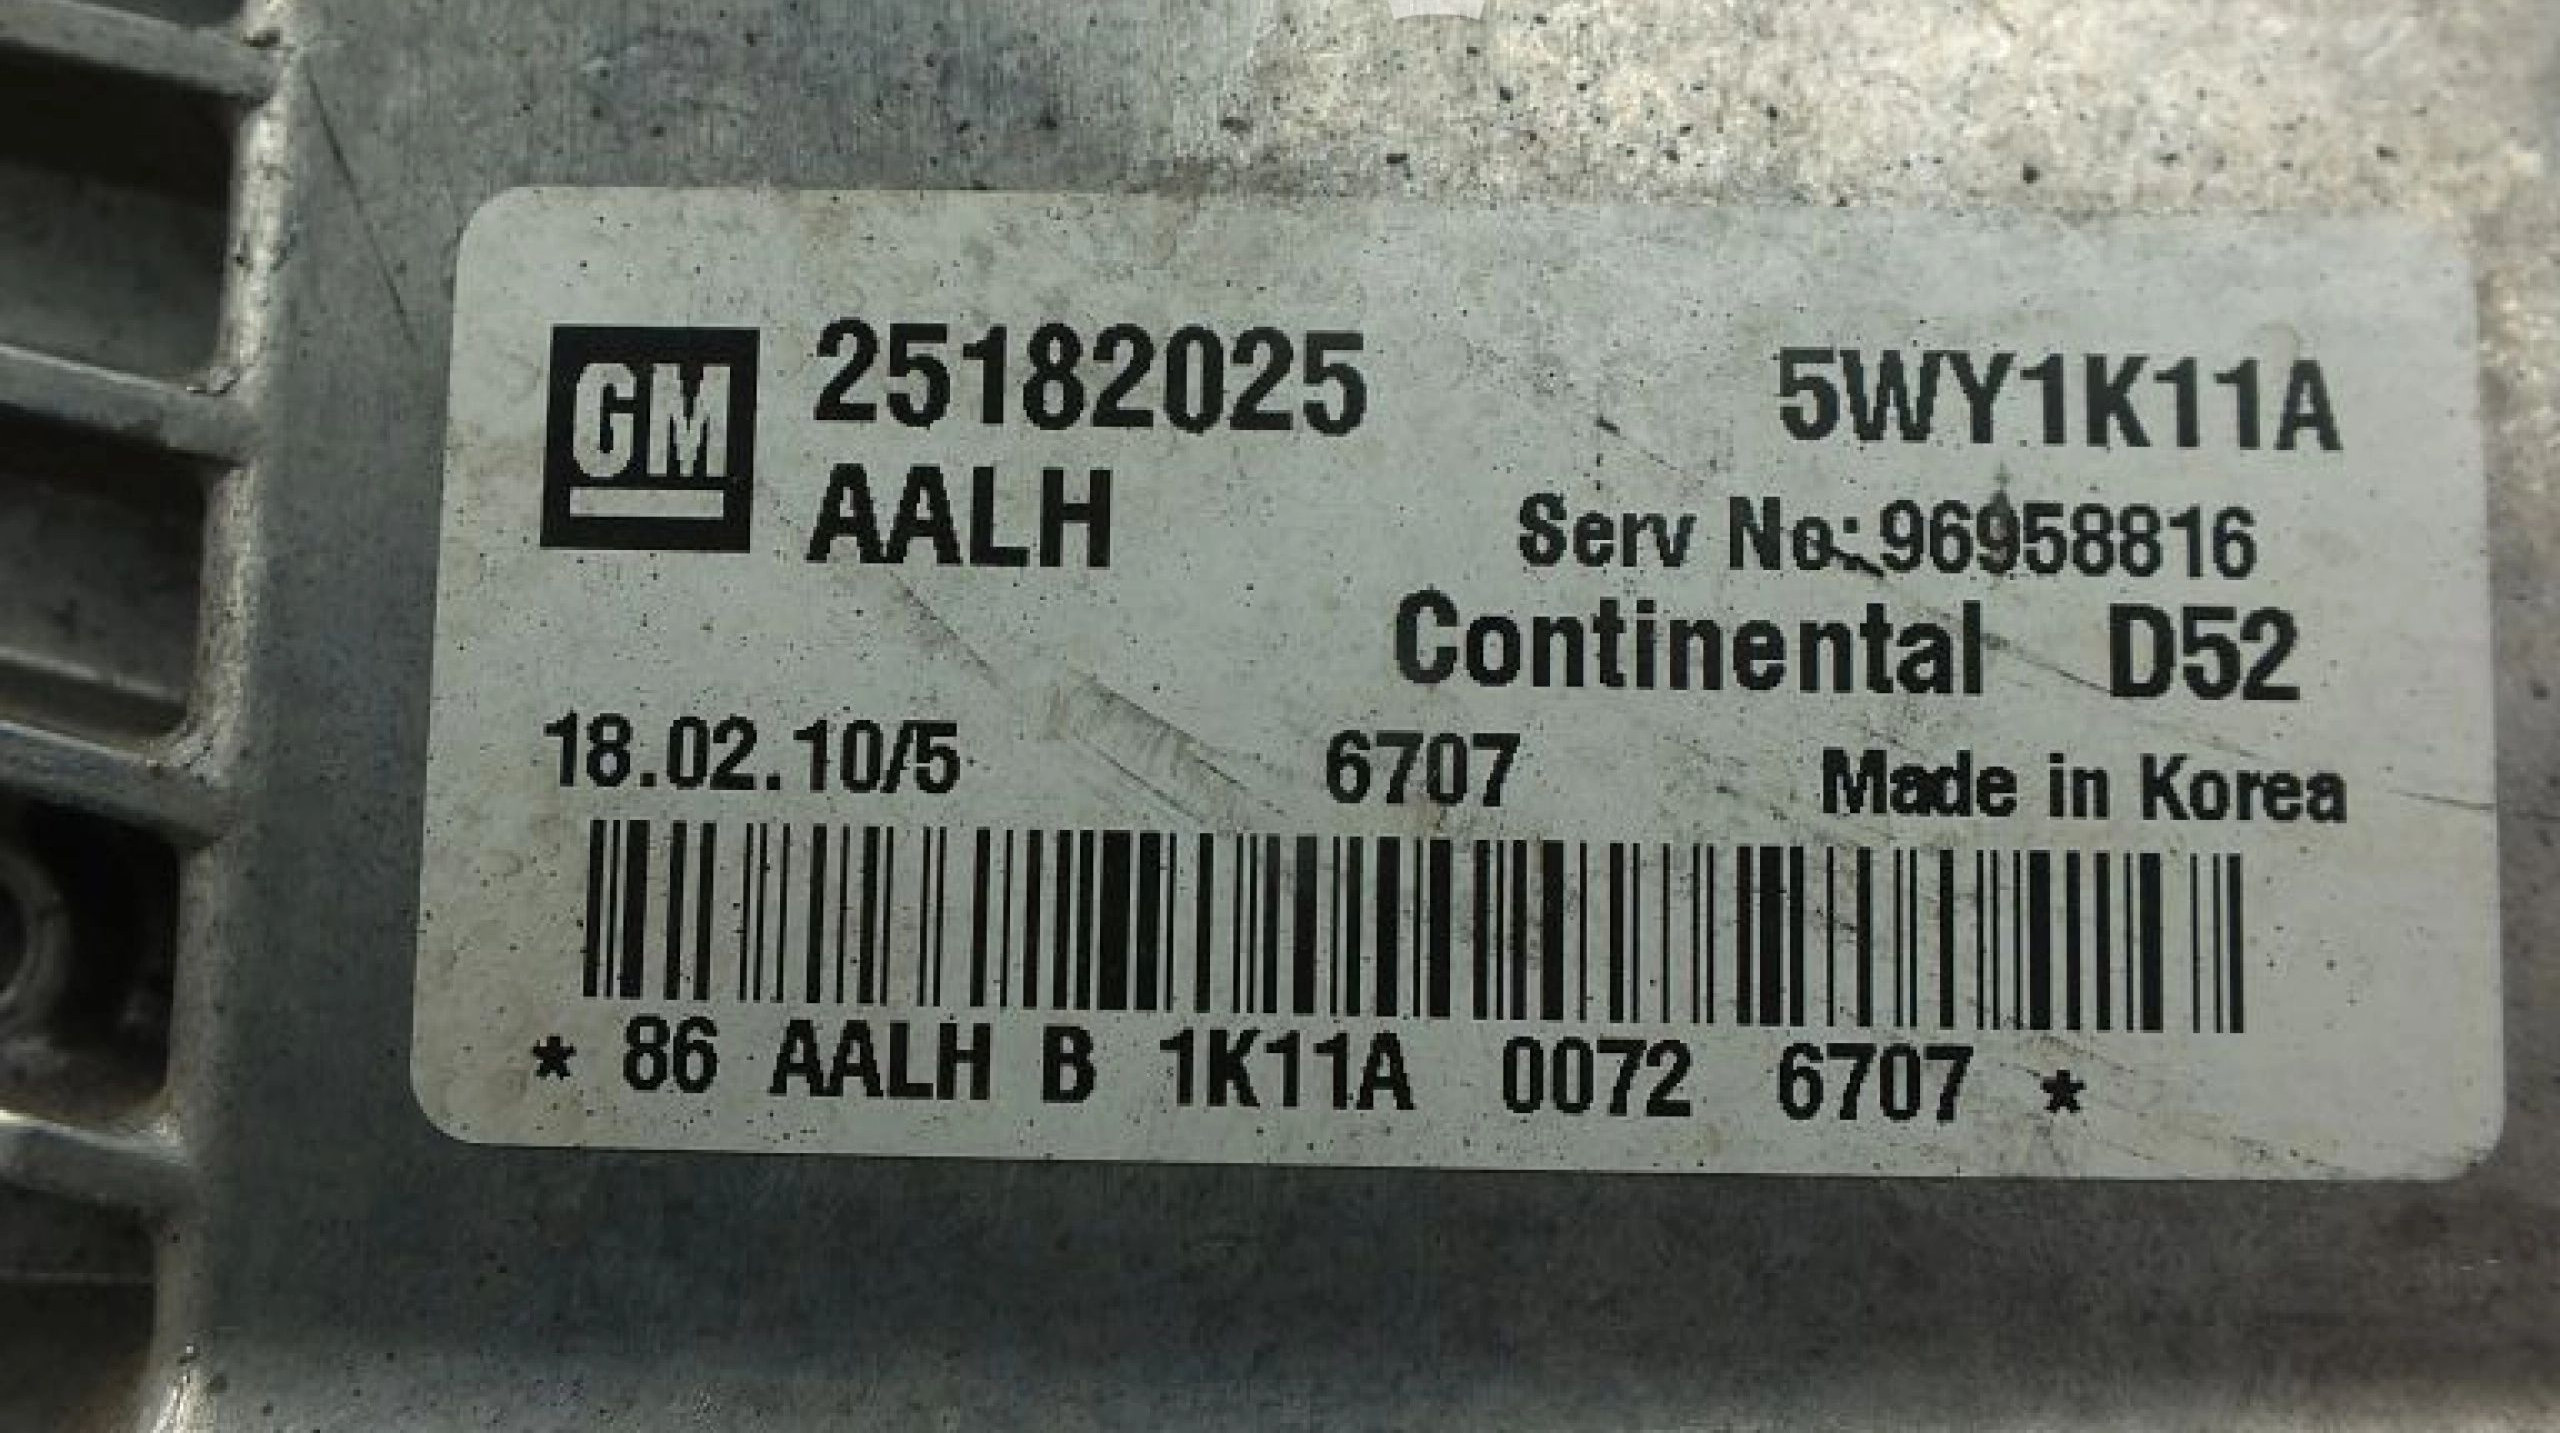 GM 25182025 5WY1K11A
AALH Serv No:96958816
Continental D52
18.02.10/5 6707 Made in Korea
* 86 AALH B 1K11A 0072 6707 *